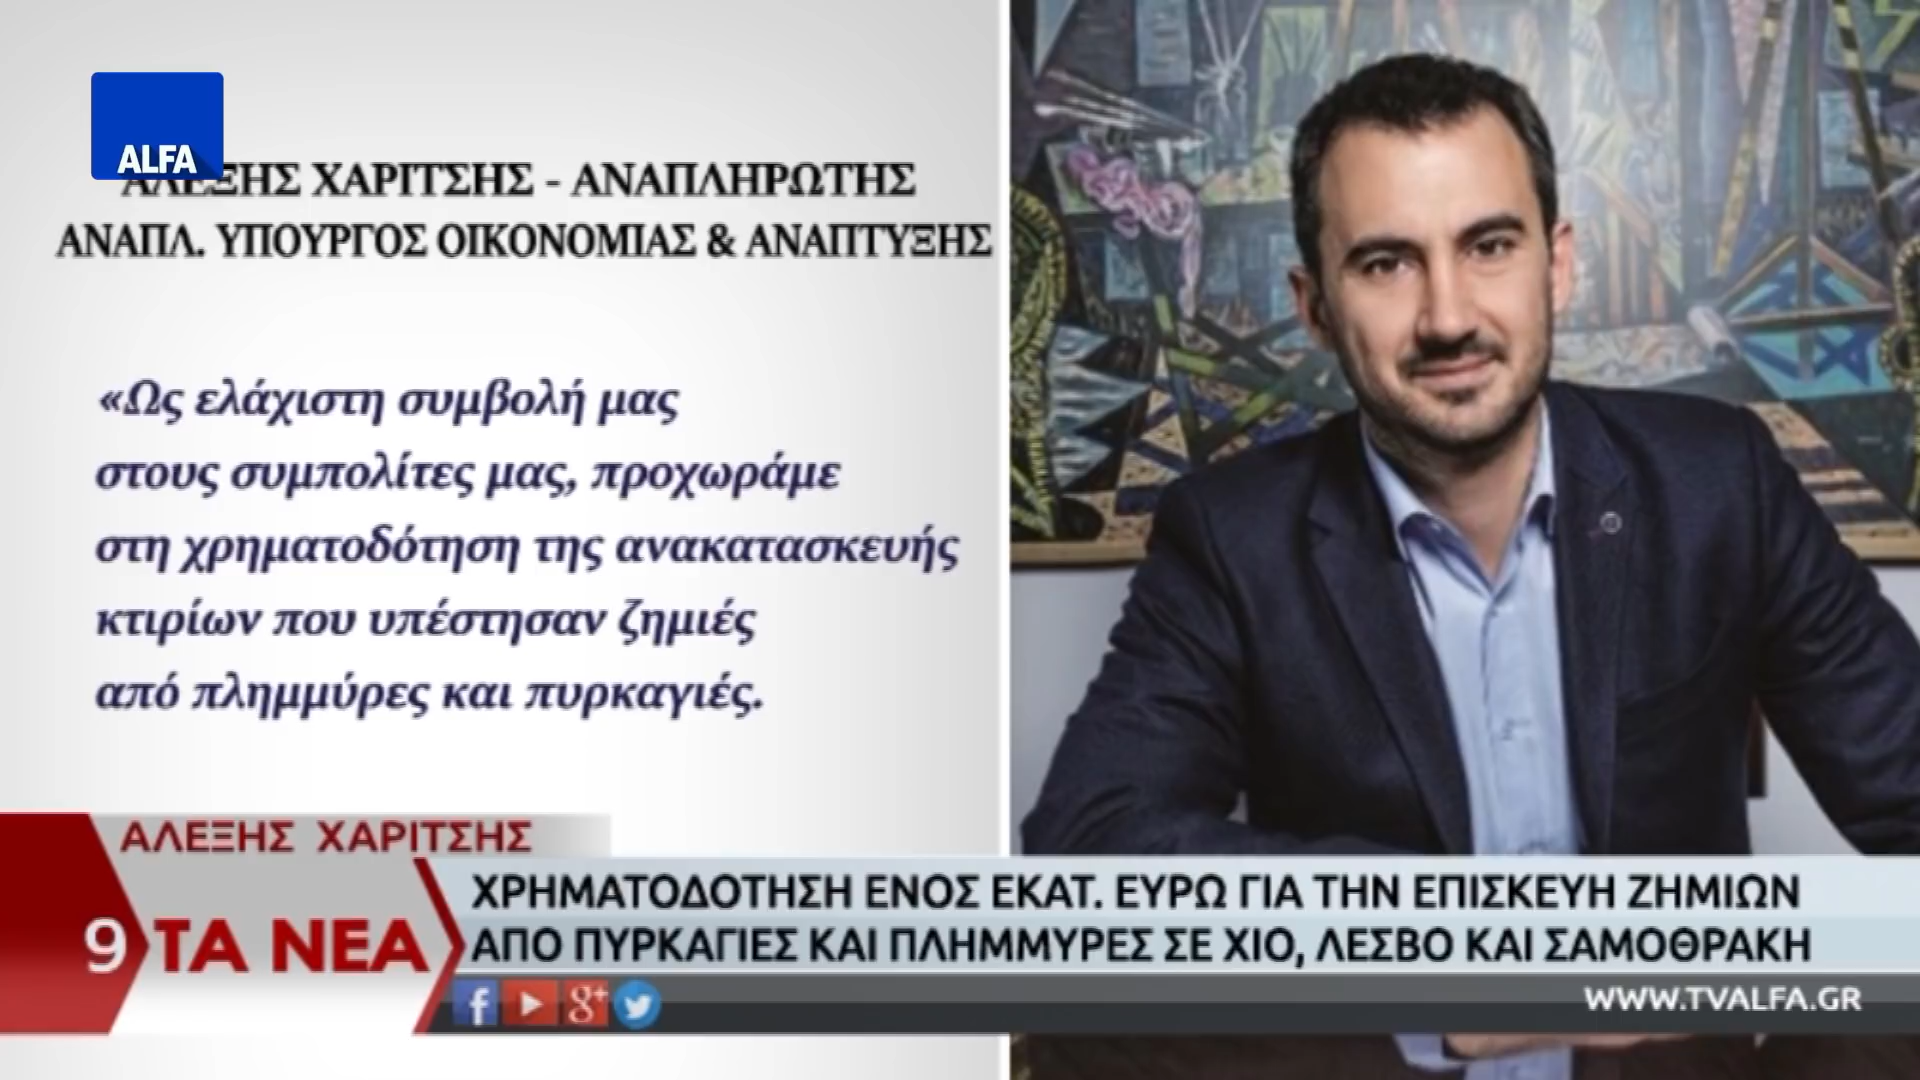 ALFA
ΑΛΕΞΗΣ ΧΑΡΙΤΣΗΣ - ΑΝΑΠΛΗΡΩΤΗΣ
ΑΝΑΠΛ. ΥΠΟΥΡΓΟΣ ΟΙΚΟΝΟΜΙΑΣ & ΑΝΑΠΤΥΞΗΣ
«Ως ελάχιστη συμβολή μας
στους συμπολίτες μας, προχωράμε
στη χρηματοδότηση της ανακατασκευής
κτιρίων που υπέστησαν ζημιές
από πλημμύρες και πυρκαγιές.
ΑΛΕΞΗΣ ΧΑΡΙΤΣΗΣ
9 ΤΑ ΝΕΑ
ΧΡΗΜΑΤΟΔΟΤΗΣΗ ΕΝΟΣ ΕΚΑΤ. ΕΥΡΩ ΓΙΑ ΤΗΝ ΕΠΙΣΚΕΥΗ ΖΗΜΙΩΝ
ΑΠΟ ΠΥΡΚΑΓΙΕΣ ΚΑΙ ΠΛΗΜΜΥΡΕΣ ΣΕ ΧΙΟ, ΛΕΣΒΟ ΚΑΙ ΣΑΜΟΘΡΑΚΗ
f 8+
WWW.TVALFA.GR